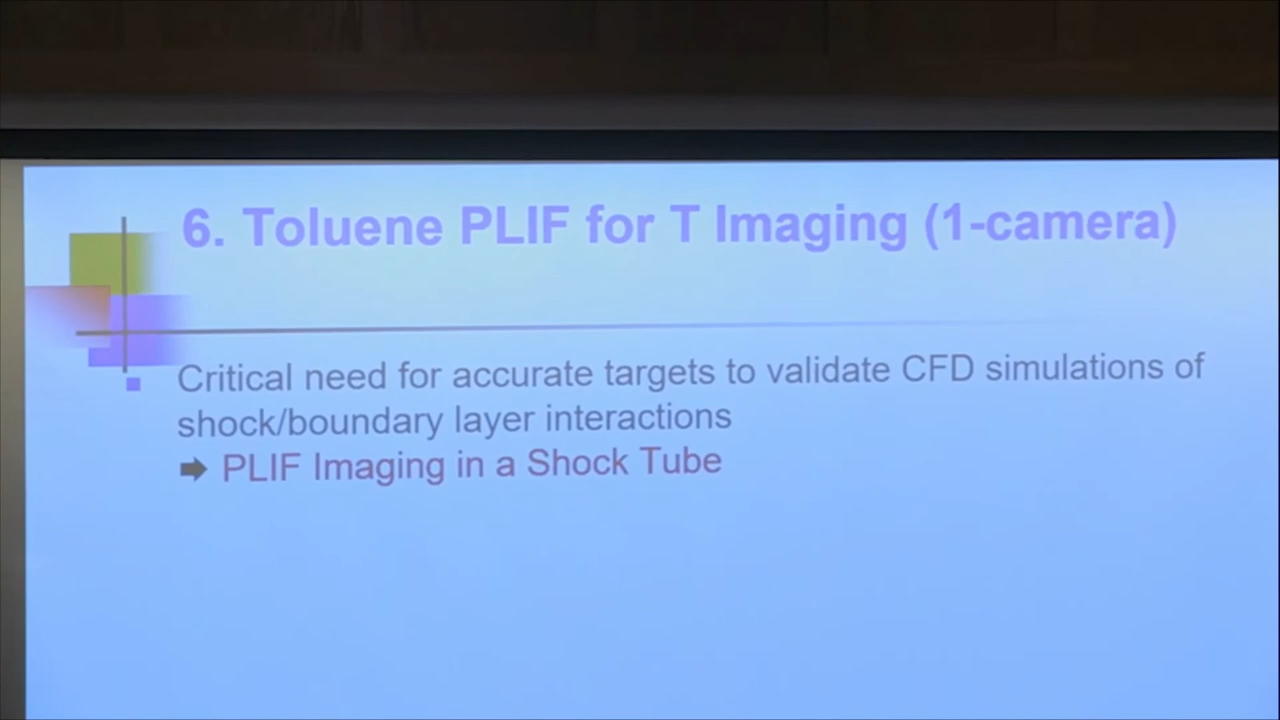 6. Toluene PLIF for T Imaging (1-camera)
Critical need for accurate targets to validate CFD simulations of
shock/boundary layer interactions
➡ PLIF Imaging in a Shock Tube